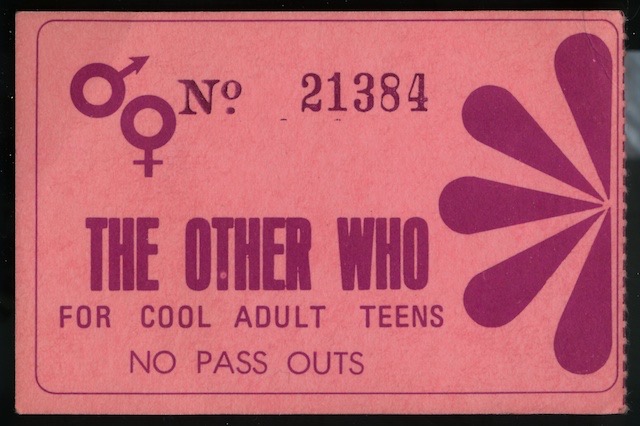 Nº 21384
THE OTHER WHO
FOR COOL ADULT TEENS
NO PASS OUTS